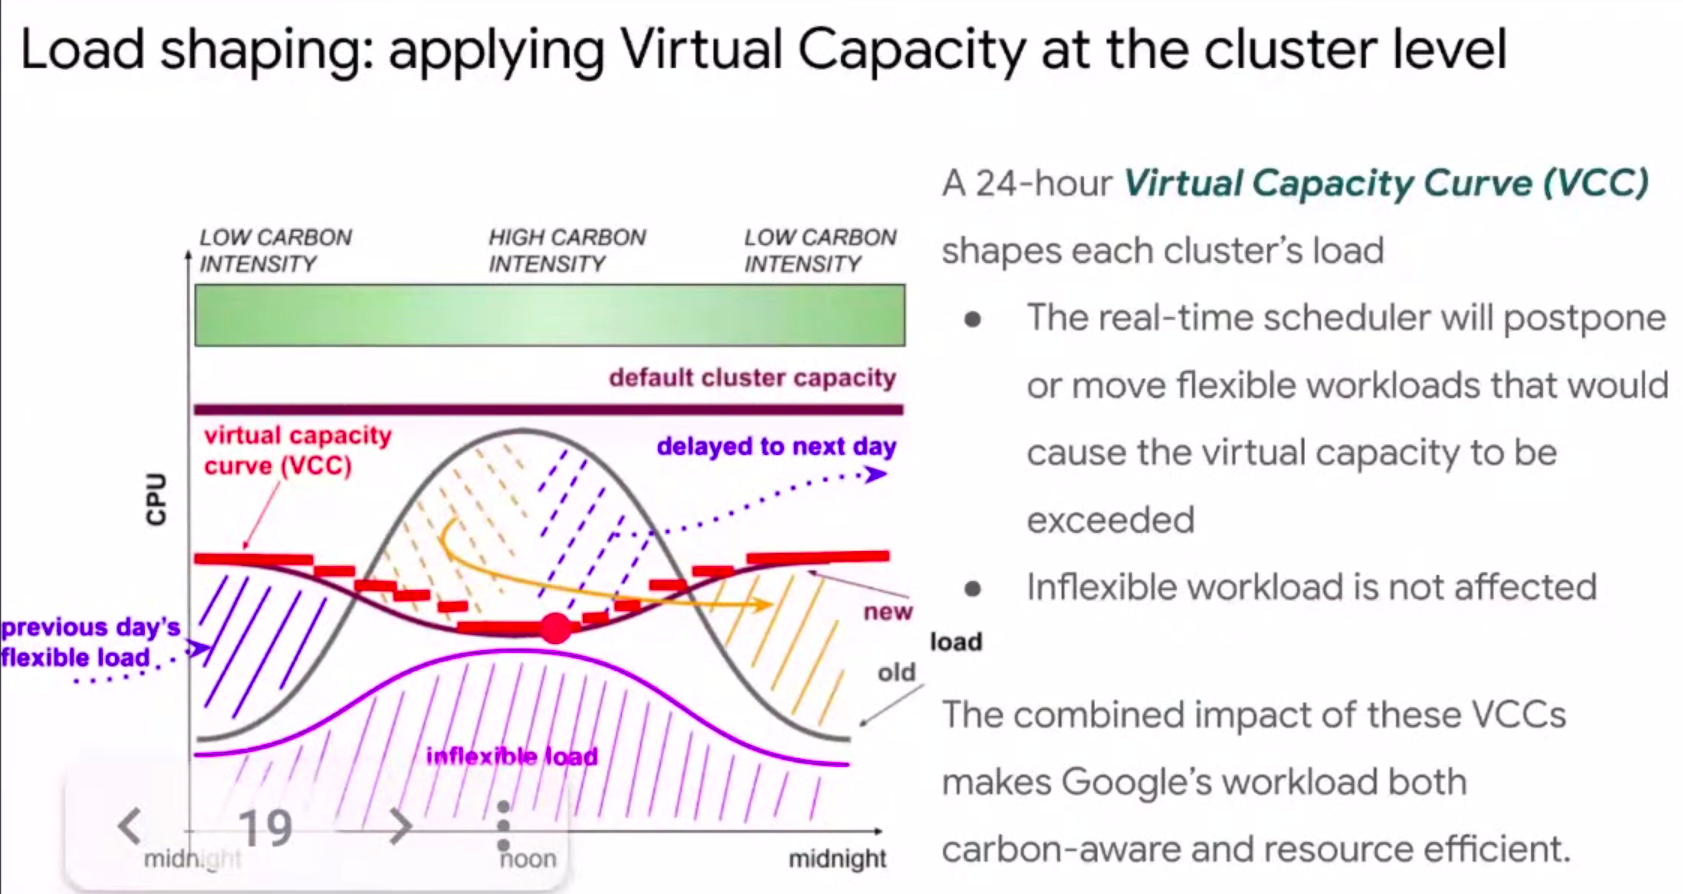 Load shaping: applying Virtual Capacity at the cluster level
LOW CARBON
INTENSITY
HIGH CARBON
INTENSITY
LOW CARBON
INTENSITY
default cluster capacity
virtual capacity
curve (VCC)
delayed to next day
CPU
previous day's
flexible load
new
load
old
inflexible load
19
midnight
noon
midnight
A 24-hour Virtual Capacity Curve (VCC)
shapes each cluster's load
● The real-time scheduler will postpone
or move flexible workloads that would
cause the virtual capacity to be
exceeded
● Inflexible workload is not affected
The combined impact of these VCCs
makes Google's workload both
carbon-aware and resource efficient.